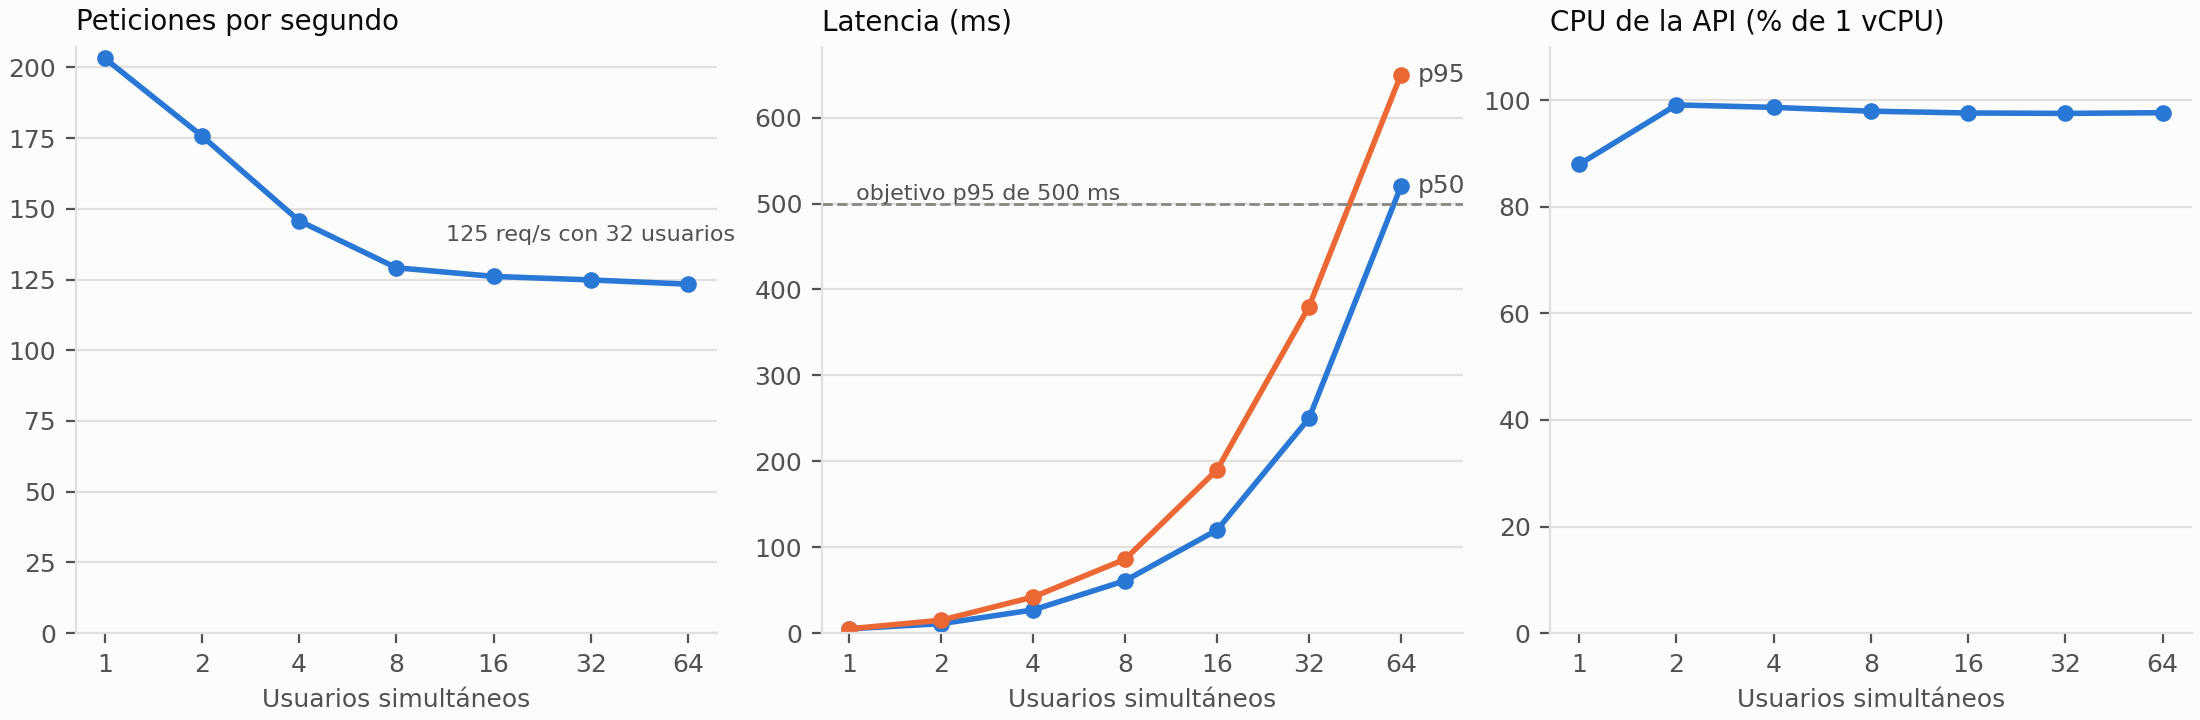 Peticiones por segundo
200
175
150
125
100
75
50
25
0
125 req/s con 32 usuarios
1 2 4 8 16 32 64
Usuarios simultáneos
Latencia (ms)
600
500
400
300
200
100
0
objetivo p95 de 500 ms
p95
p50
1 2 4 8 16 32 64
Usuarios simultáneos
CPU de la API (% de 1 vCPU)
100
80
60
40
20
0
1 2 4 8 16 32 64
Usuarios simultáneos